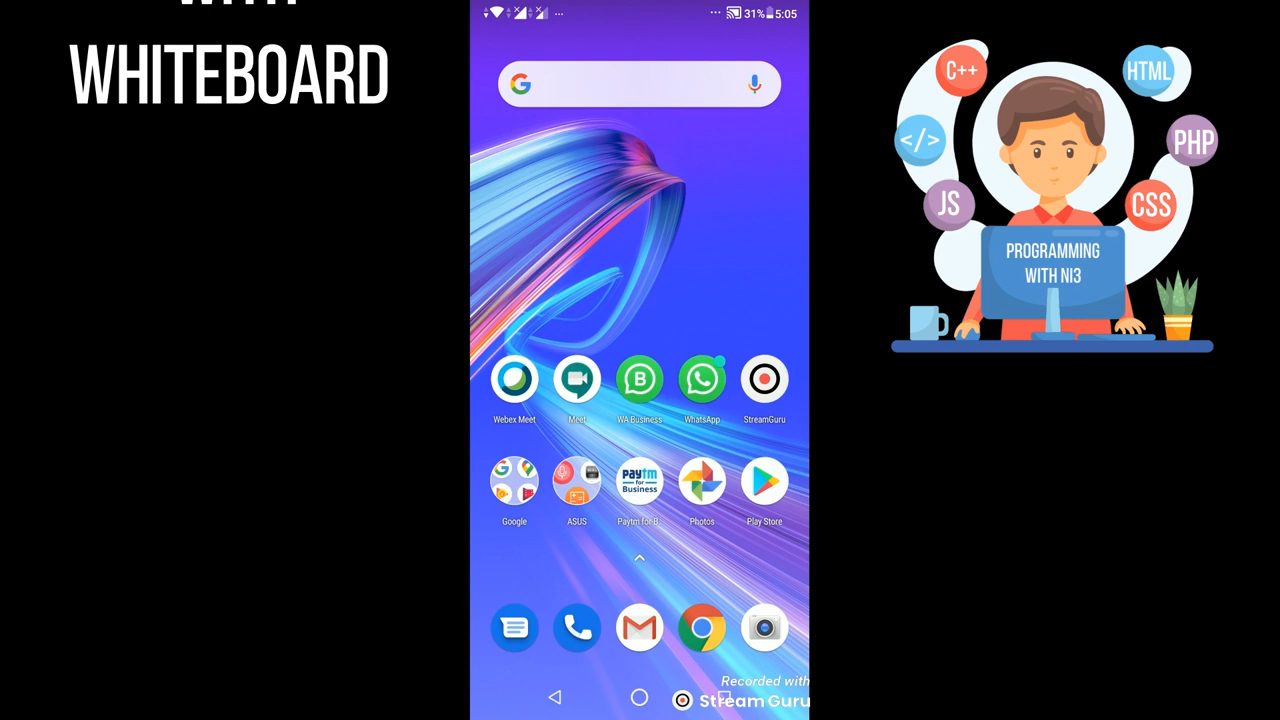 WITH
WHITEBOARD
31% 5:05
Webex Meet
Meet
WA Business
WhatsApp
StreamGuru
Paytm
for
Business
Google
ASUS
Paytm for B..
Photos
Play Store
Recorded with
Stream Guru
C++
HTML
</>
PHP
JS
CSS
PROGRAMMING
WITH NI3